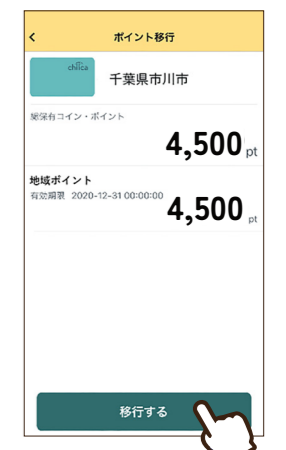 ポイント移行
chiica
千葉県市川市
総保有コイン・ポイント
4,500 pt
地域ポイント
有効期限 2020-12-31 00:00:00
4,500 pt
移行する